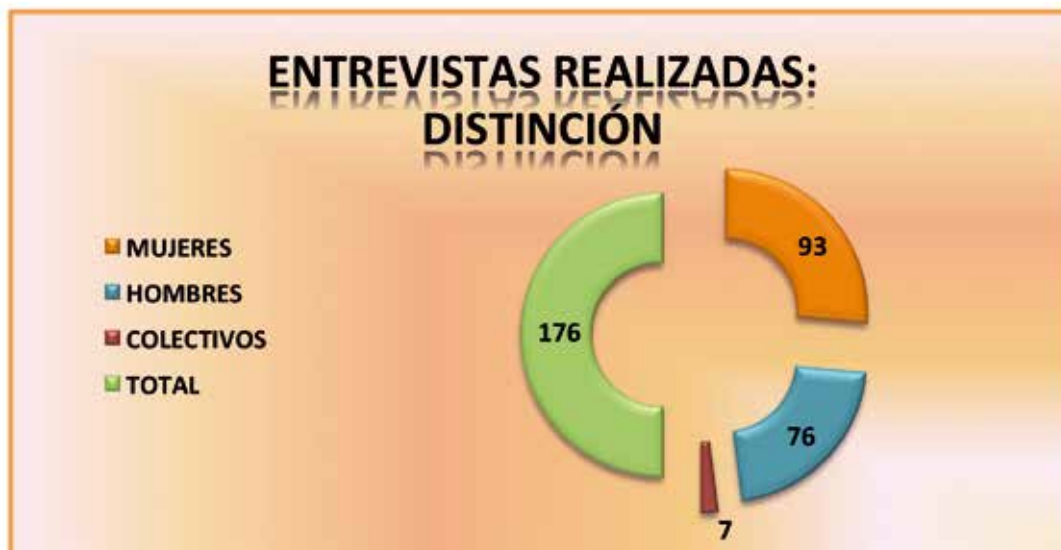 ENTREVISTAS REALIZADAS:
DISTINCIÓN
MUJERES
HOMBRES
COLECTIVOS
TOTAL
93
176
76
7